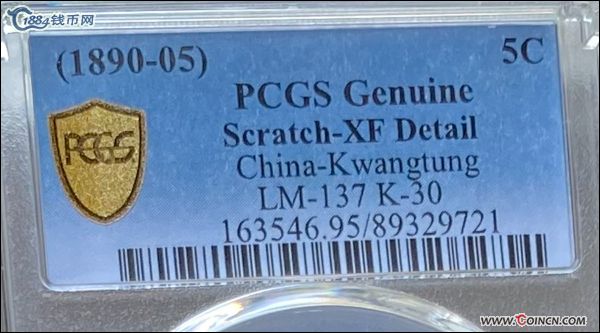 1884钱币网
(1890-05) 5C
PCGS Genuine
PCGS
Scratch-XF Detail
China-Kwangtung
LM-137 K-30
163546.95/89329721
www.COINCN.com